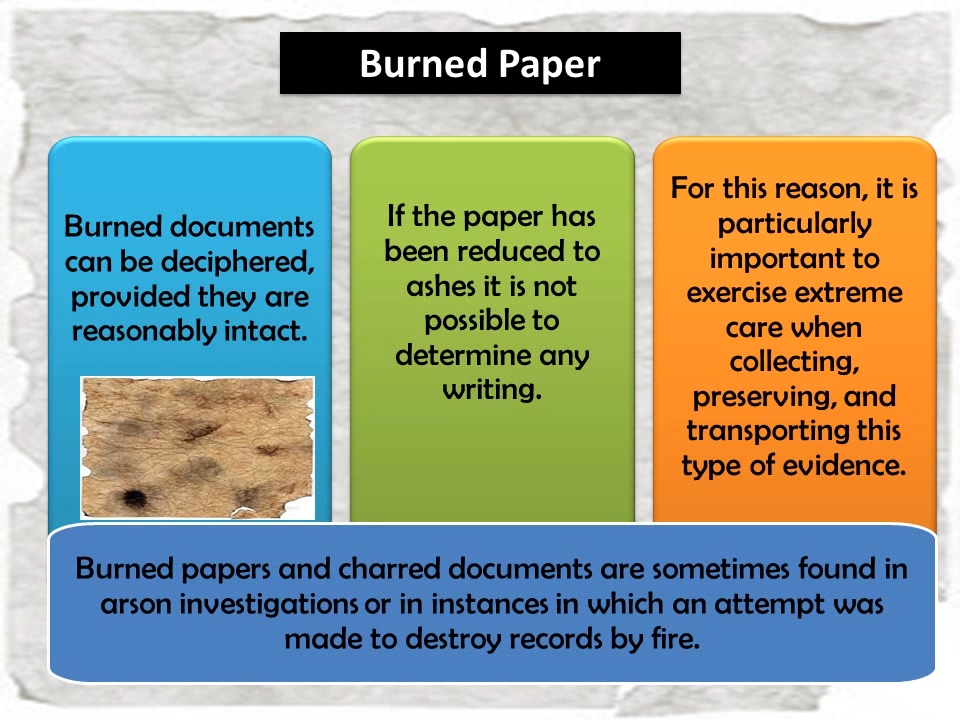 Burned Paper
Burned documents
can be deciphered,
provided they are
reasonably intact.
If the paper has
been reduced to
ashes it is not
possible to
determine any
writing.
For this reason, it is
particularly
important to
exercise extreme
care when
collecting,
preserving, and
transporting this
type of evidence.
Burned papers and charred documents are sometimes found in
arson investigations or in instances in which an attempt was
made to destroy records by fire.